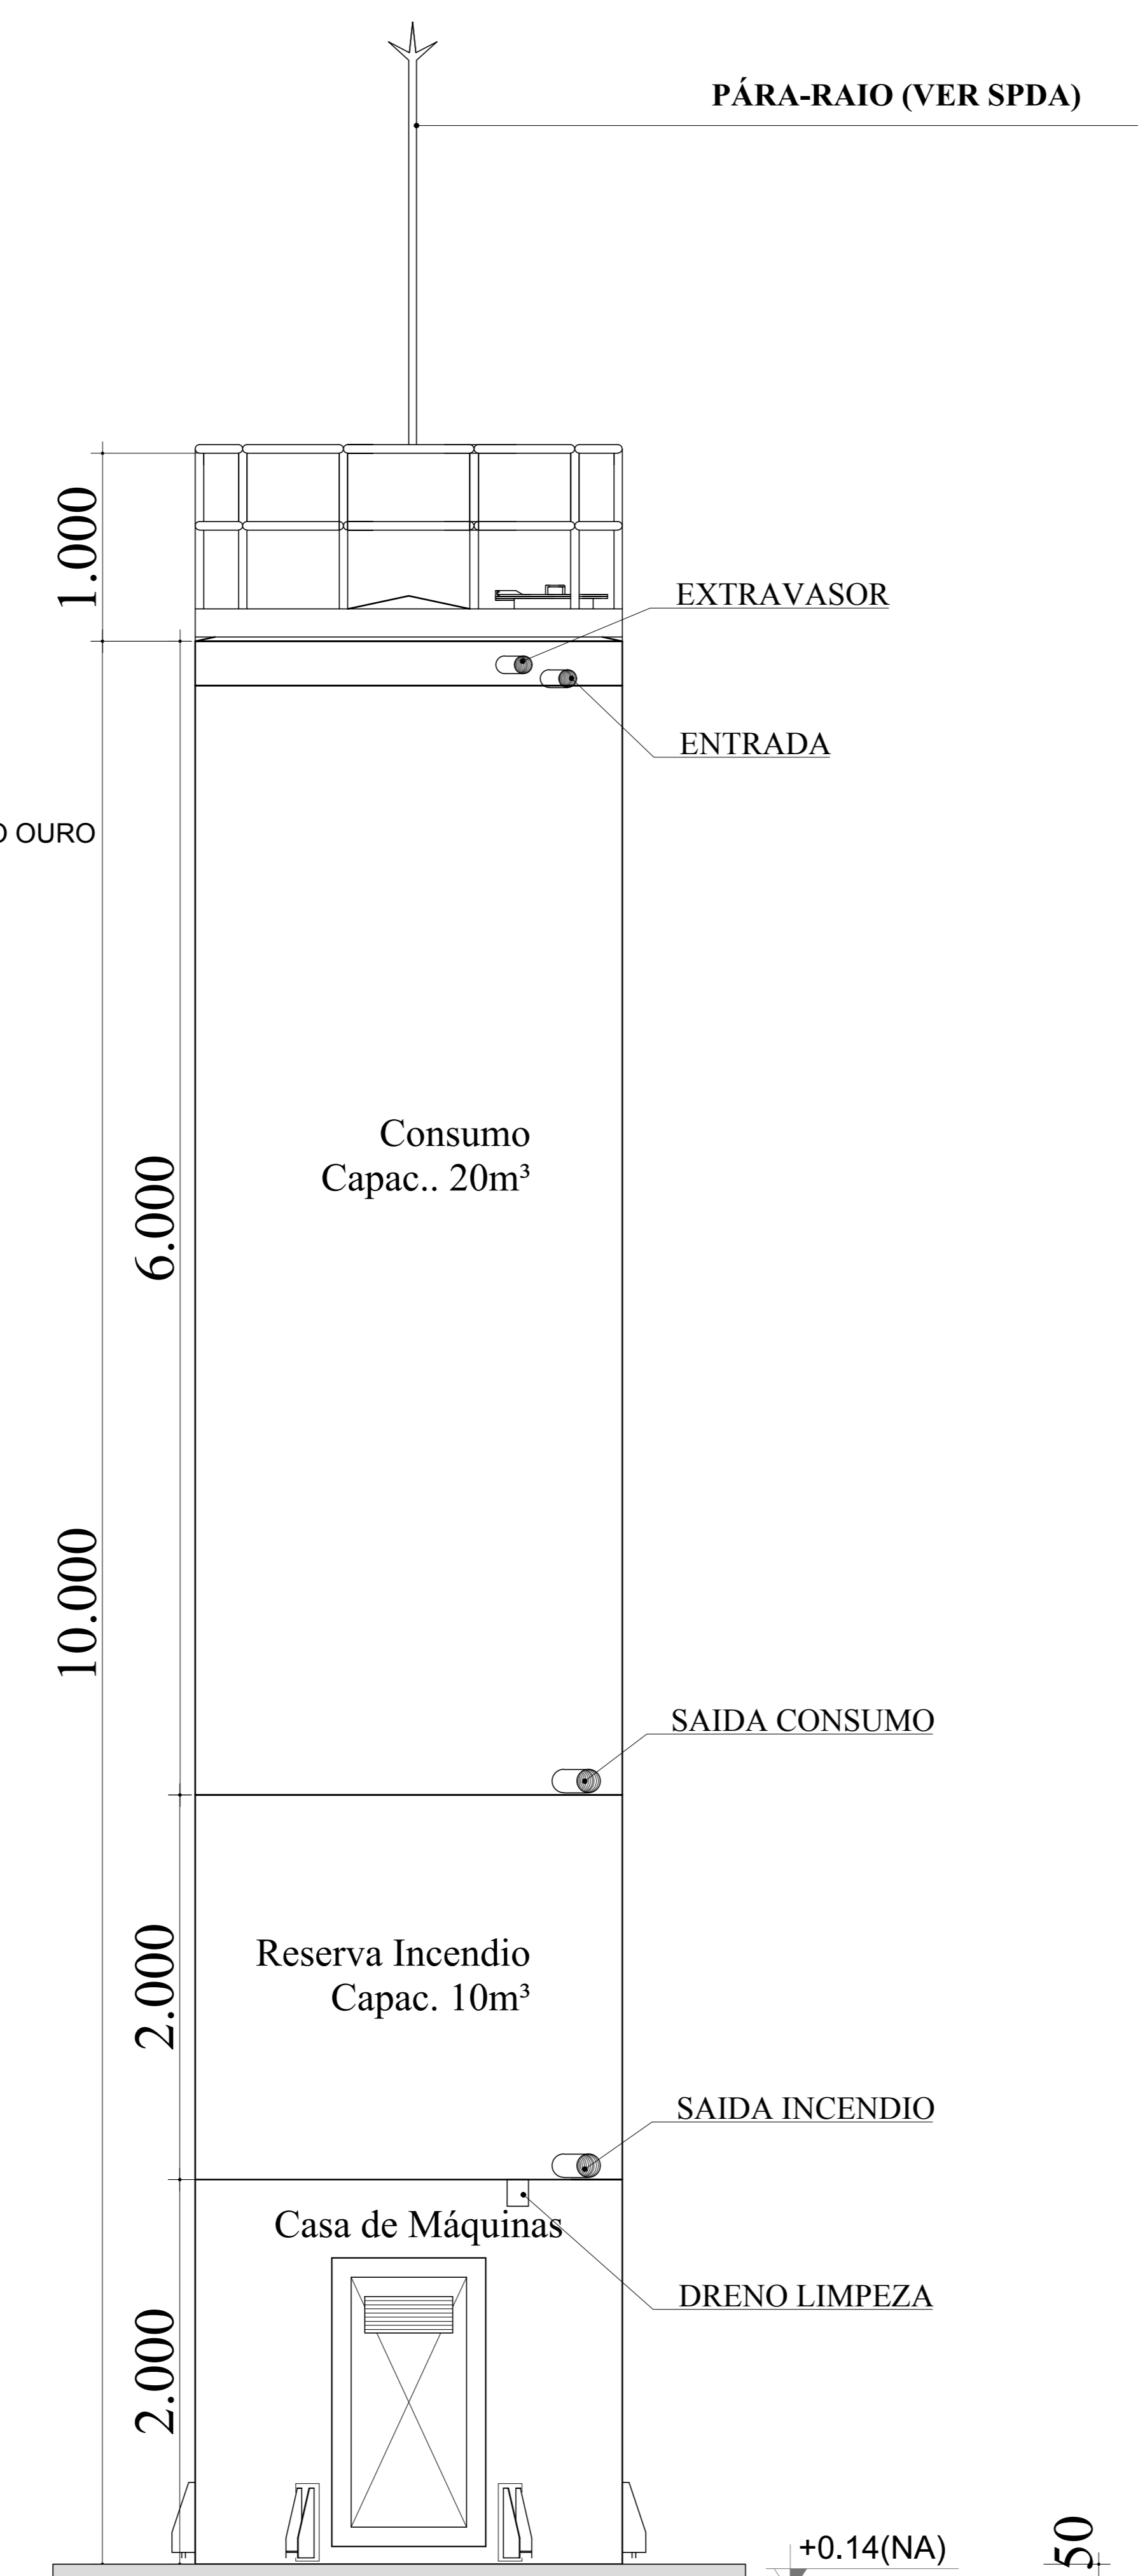 PÁRA-RAIO (VER SPDA)
1.000
EXTRAVASOR
ENTRADA
OURO
Consumo
Capac.. 20m³
6.000
10.000
SAIDA CONSUMO
Reserva Incendio
Capac. 10m³
2.000
SAIDA INCENDIO
Casa de Máquinas
DRENO LIMPEZA
2.000
+0.14(NA)
50